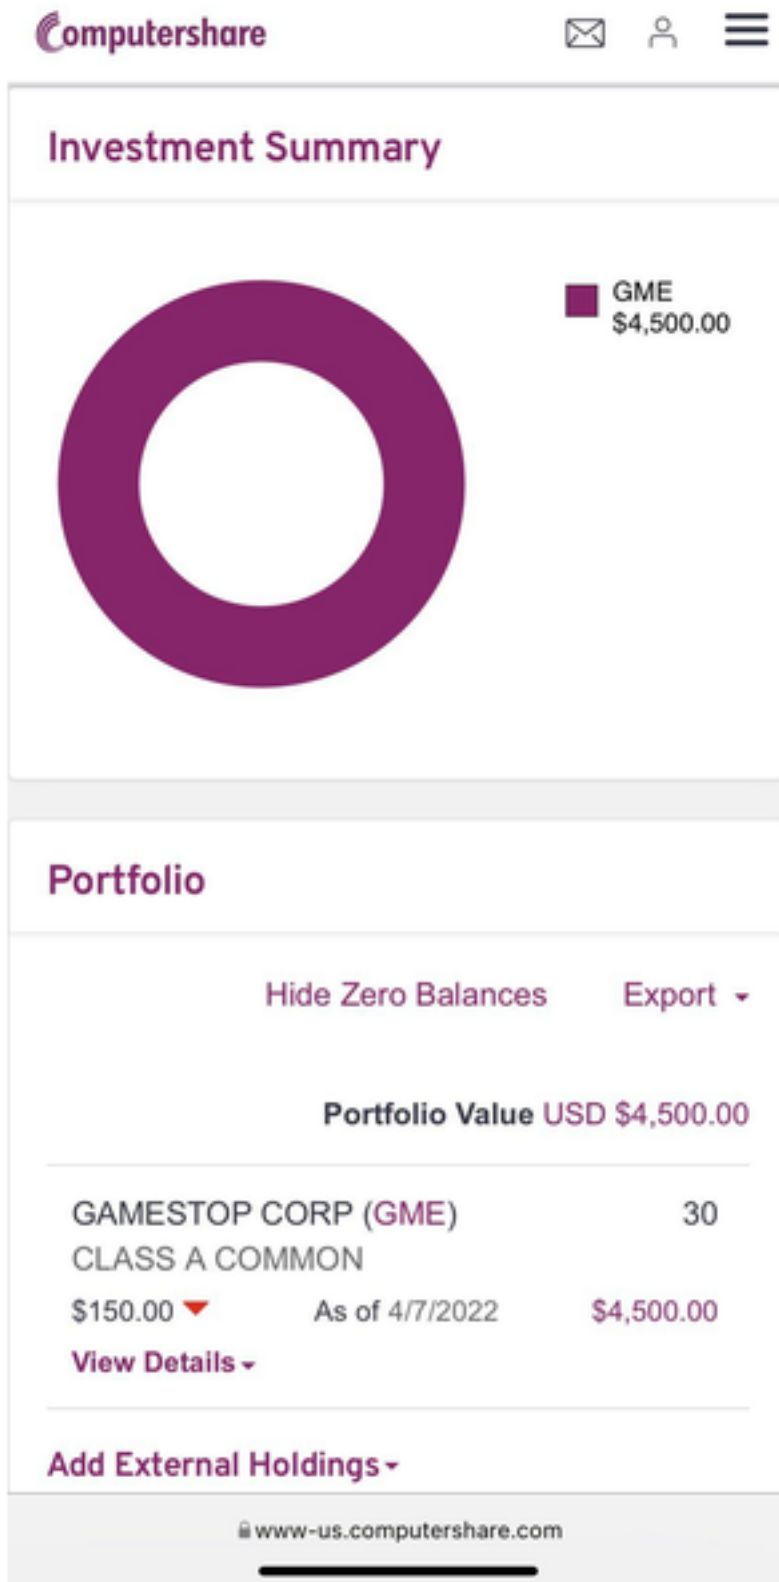 Computershare
Investment Summary
GME
$4,500.00
Portfolio
Hide Zero Balances Export
Portfolio Value USD $4,500.00
GAMESTOP CORP (GME) 30
CLASS A COMMON
$150.00 As of 4/7/2022 $4,500.00
View Details
Add External Holdings
www-us.computershare.com